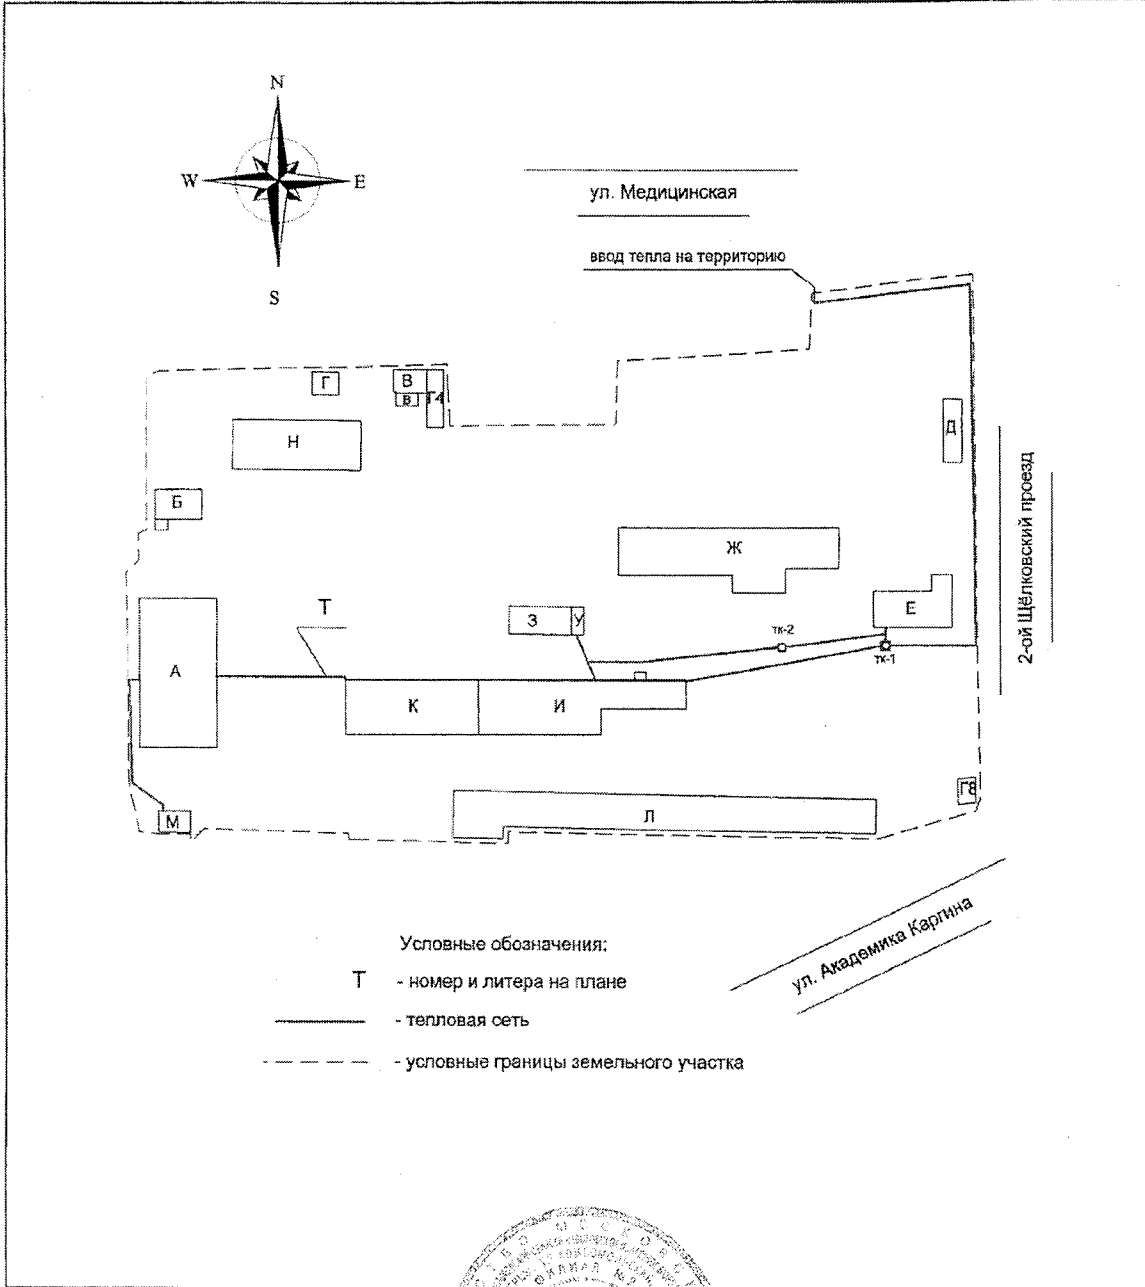 N
W
E
S
ул. Медицинская
ввод тепла на территорию
Г
В
в
Г4
Н
Д
Б
2-ой Щёлковский проезд
Ж
Т
З
У
Е
тк-2
тк-1
А
К
И
Г8
М
Л
ул. Академика Каргина
Условные обозначения:
Т - номер и литера на плане
- тепловая сеть
- условные границы земельного участка